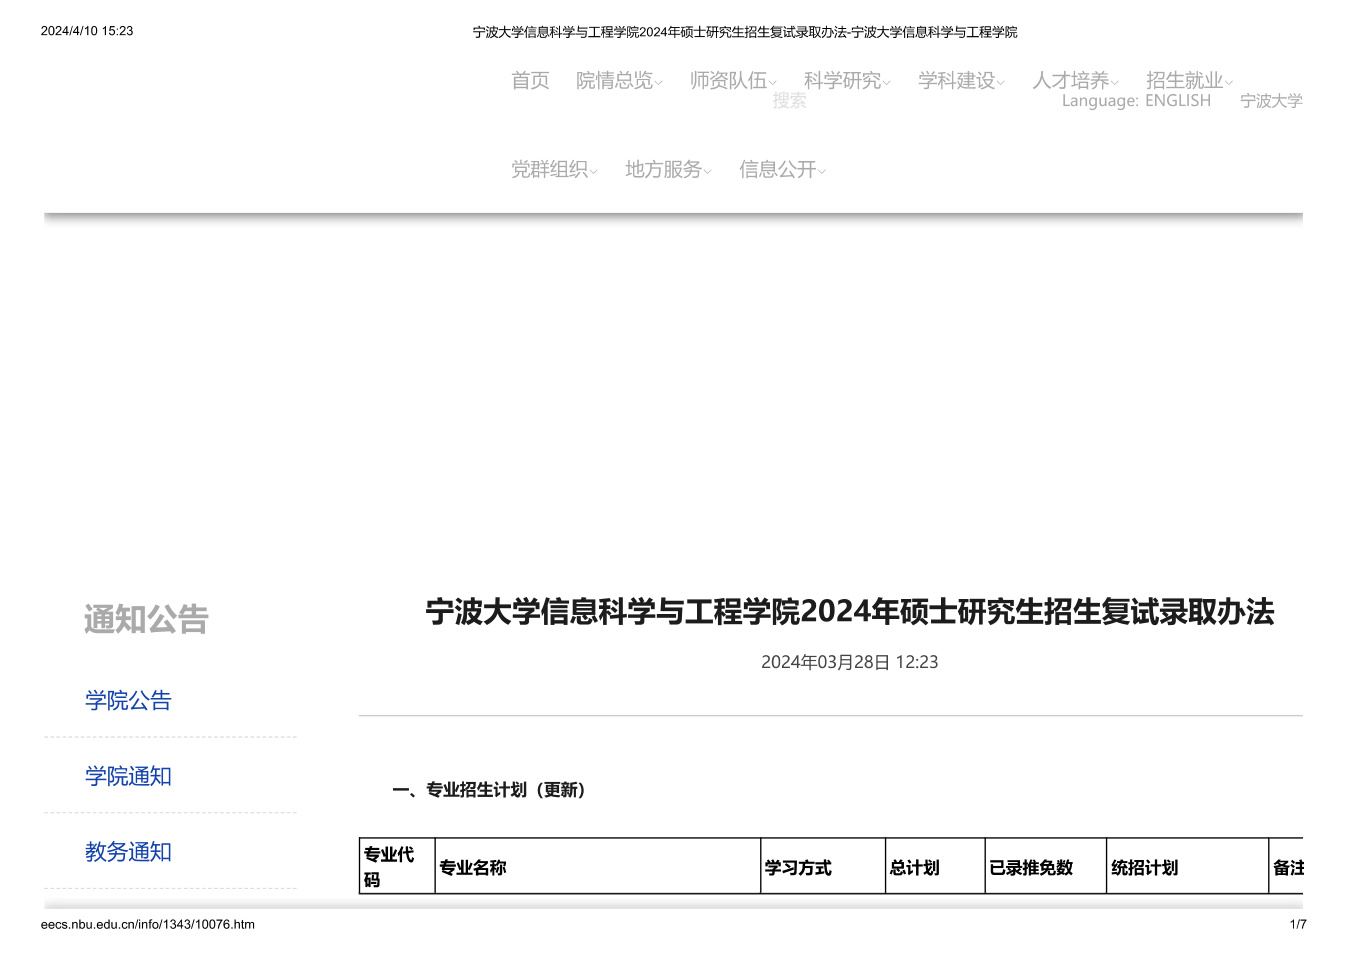 2024/4/10 15:23
宁波大学信息科学与工程学院2024年硕士研究生招生复试录取办法-宁波大学信息科学与工程学院
首页 院情总览 师资队伍 科学研究 学科建设 人才培养 招生就业
搜索 Language: ENGLISH 宁波大学
党群组织 地方服务 信息公开
通知公告
学院公告
学院通知
教务通知
宁波大学信息科学与工程学院2024年硕士研究生招生复试录取办法
2024年03月28日 12:23
一、专业招生计划（更新）
专业代码 专业名称 学习方式 总计划 已录推免数 统招计划 备注
eecs.nbu.edu.cn/info/1343/10076.htm
1/7